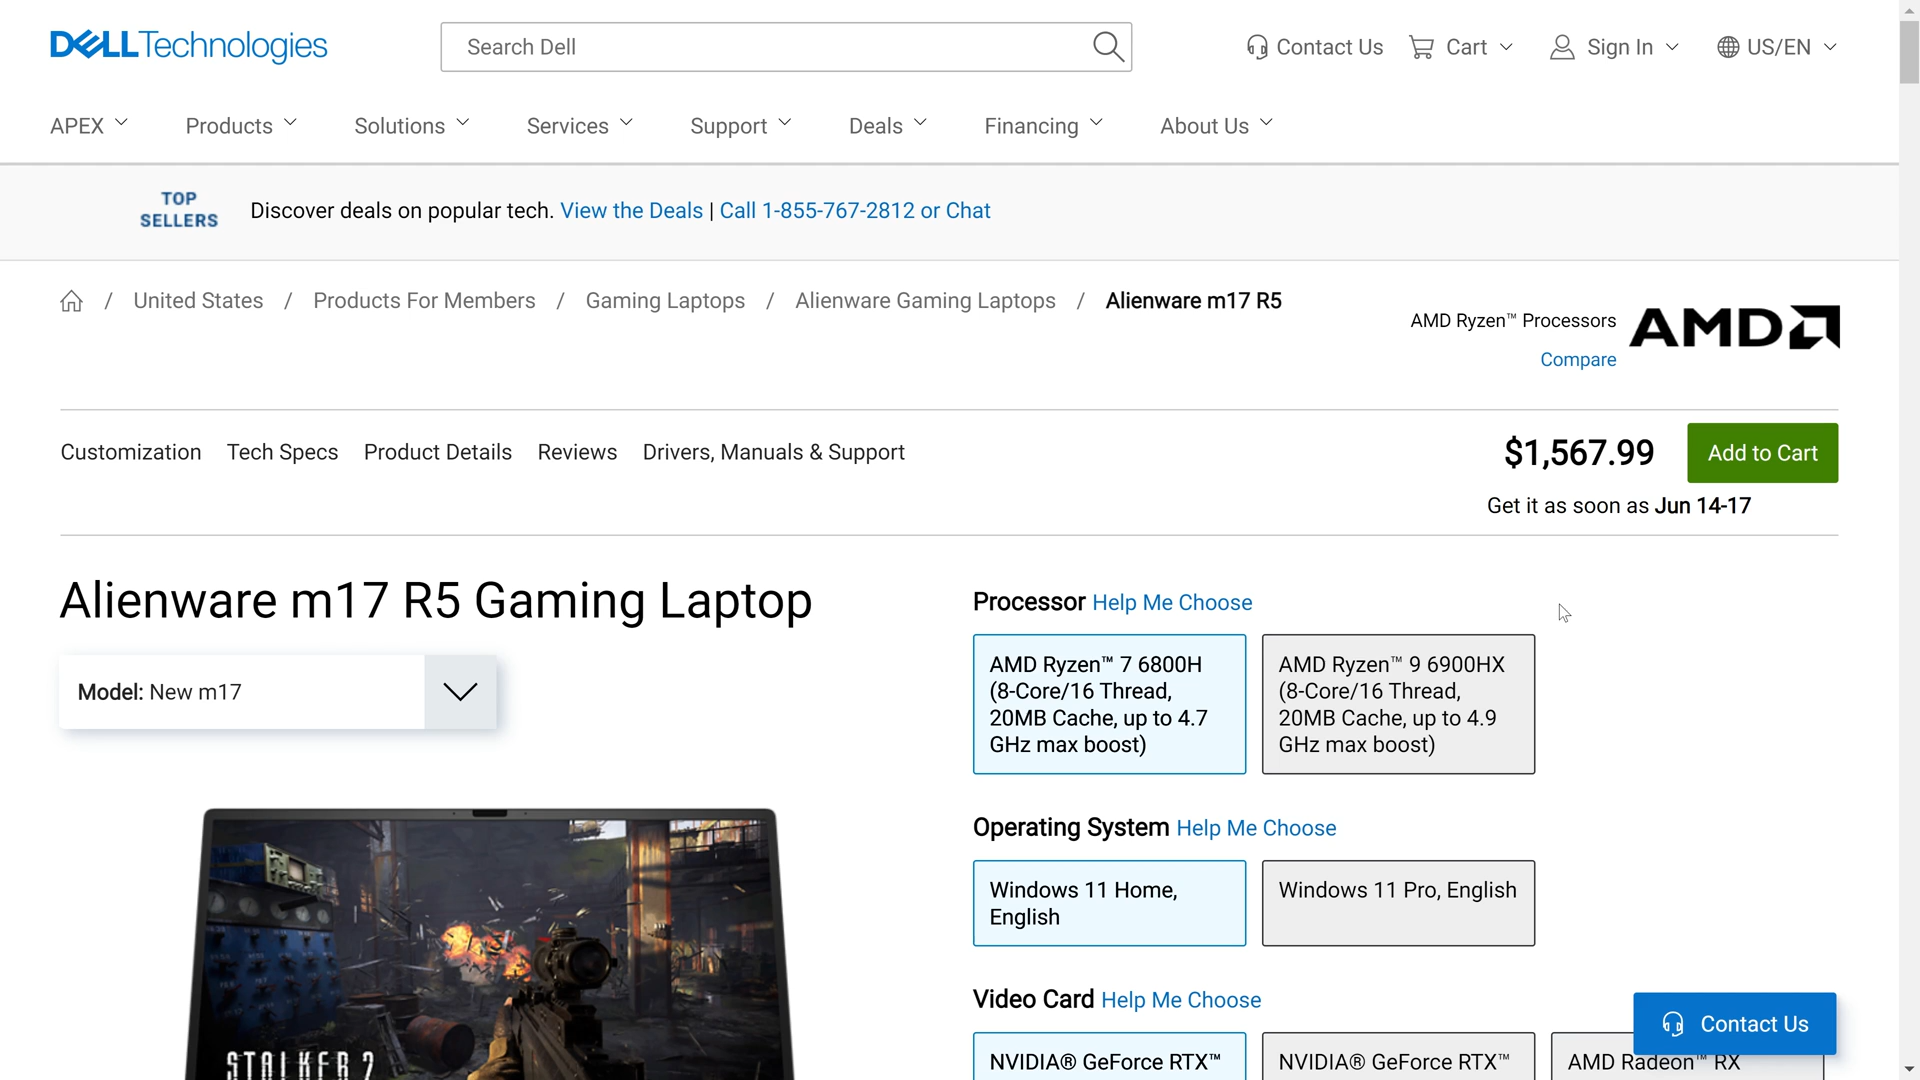 DELLTechnologies
Search Dell
Contact Us
Cart
Sign In
US/EN
APEX
Products
Solutions
Services
Support
Deals
Financing
About Us
TOP
SELLERS
Discover deals on popular tech. View the Deals | Call 1-855-767-2812 or Chat
/ United States / Products For Members / Gaming Laptops / Alienware Gaming Laptops / Alienware m17 R5
AMD Ryzen™ Processors
Compare
AMD
Customization
Tech Specs
Product Details
Reviews
Drivers, Manuals & Support
$1,567.99
Add to Cart
Get it as soon as Jun 14-17
Alienware m17 R5 Gaming Laptop
Model: New m17
STALKER 2
Processor Help Me Choose
AMD Ryzen™ 7 6800H
(8-Core/16 Thread,
20MB Cache, up to 4.7
GHz max boost)
AMD Ryzen™ 9 6900HX
(8-Core/16 Thread,
20MB Cache, up to 4.9
GHz max boost)
Operating System Help Me Choose
Windows 11 Home,
English
Windows 11 Pro, English
Video Card Help Me Choose
NVIDIA® GeForce RTX™
NVIDIA® GeForce RTX™
AMD Radeon™ RX
Contact Us